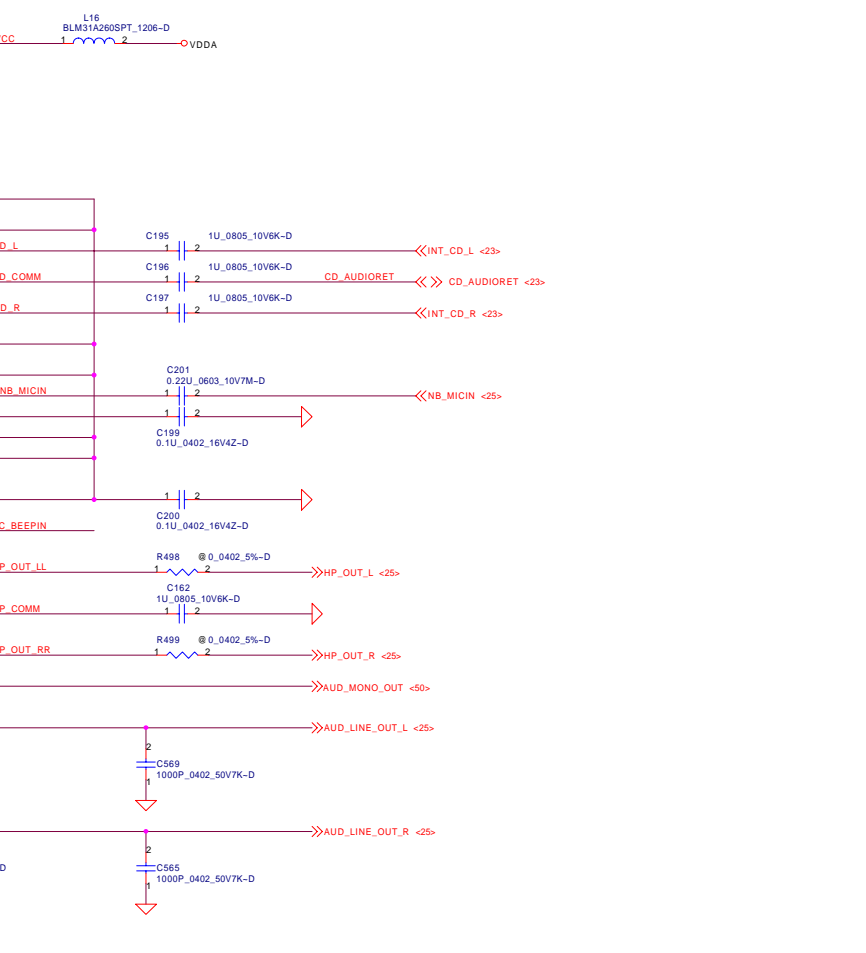 L16
BLM31A260SPT_1206~D
CC 1 2 VDDA
C195 1U_0805_10V6K~D
D_L 1 2 INT_CD_L <23>
C196 1U_0805_10V6K~D
D_COMM 1 2 CD_AUDIORET CD_AUDIORET <23>
C197 1U_0805_10V6K~D
D_R 1 2 INT_CD_R <23>
C201
0.22U_0603_10V7M~D
NB_MICIN 1 2 NB_MICIN <25>
1 2
C199
0.1U_0402_16V4Z~D
1 2
C200
0.1U_0402_16V4Z~D
C_BEEPIN
R498 @ 0_0402_5%~D
P_OUT_LL 1 2 HP_OUT_L <25>
C162
1U_0805_10V6K~D
P_COMM 1 2
R499 @ 0_0402_5%~D
P_OUT_RR 1 2 HP_OUT_R <25>
AUD_MONO_OUT <50>
AUD_LINE_OUT_L <25>
2
C569
1000P_0402_50V7K~D
1
AUD_LINE_OUT_R <25>
2
D C565
1000P_0402_50V7K~D
1